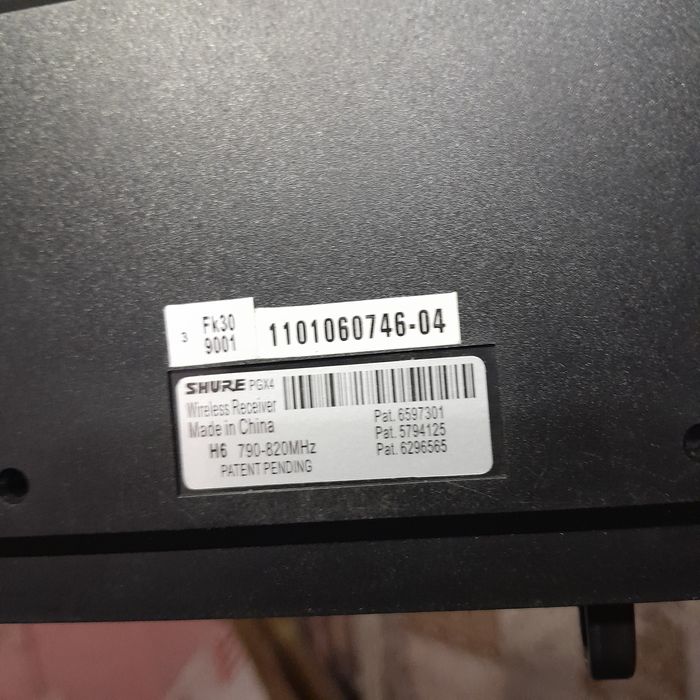 3
Fk30
9001
1101060746-04
SHURE PGX4
Wireless Receiver
Made in China
H6 790-820MHz
PATENT PENDING
Pat. 6597301
Pat. 5794125
Pat. 6296565